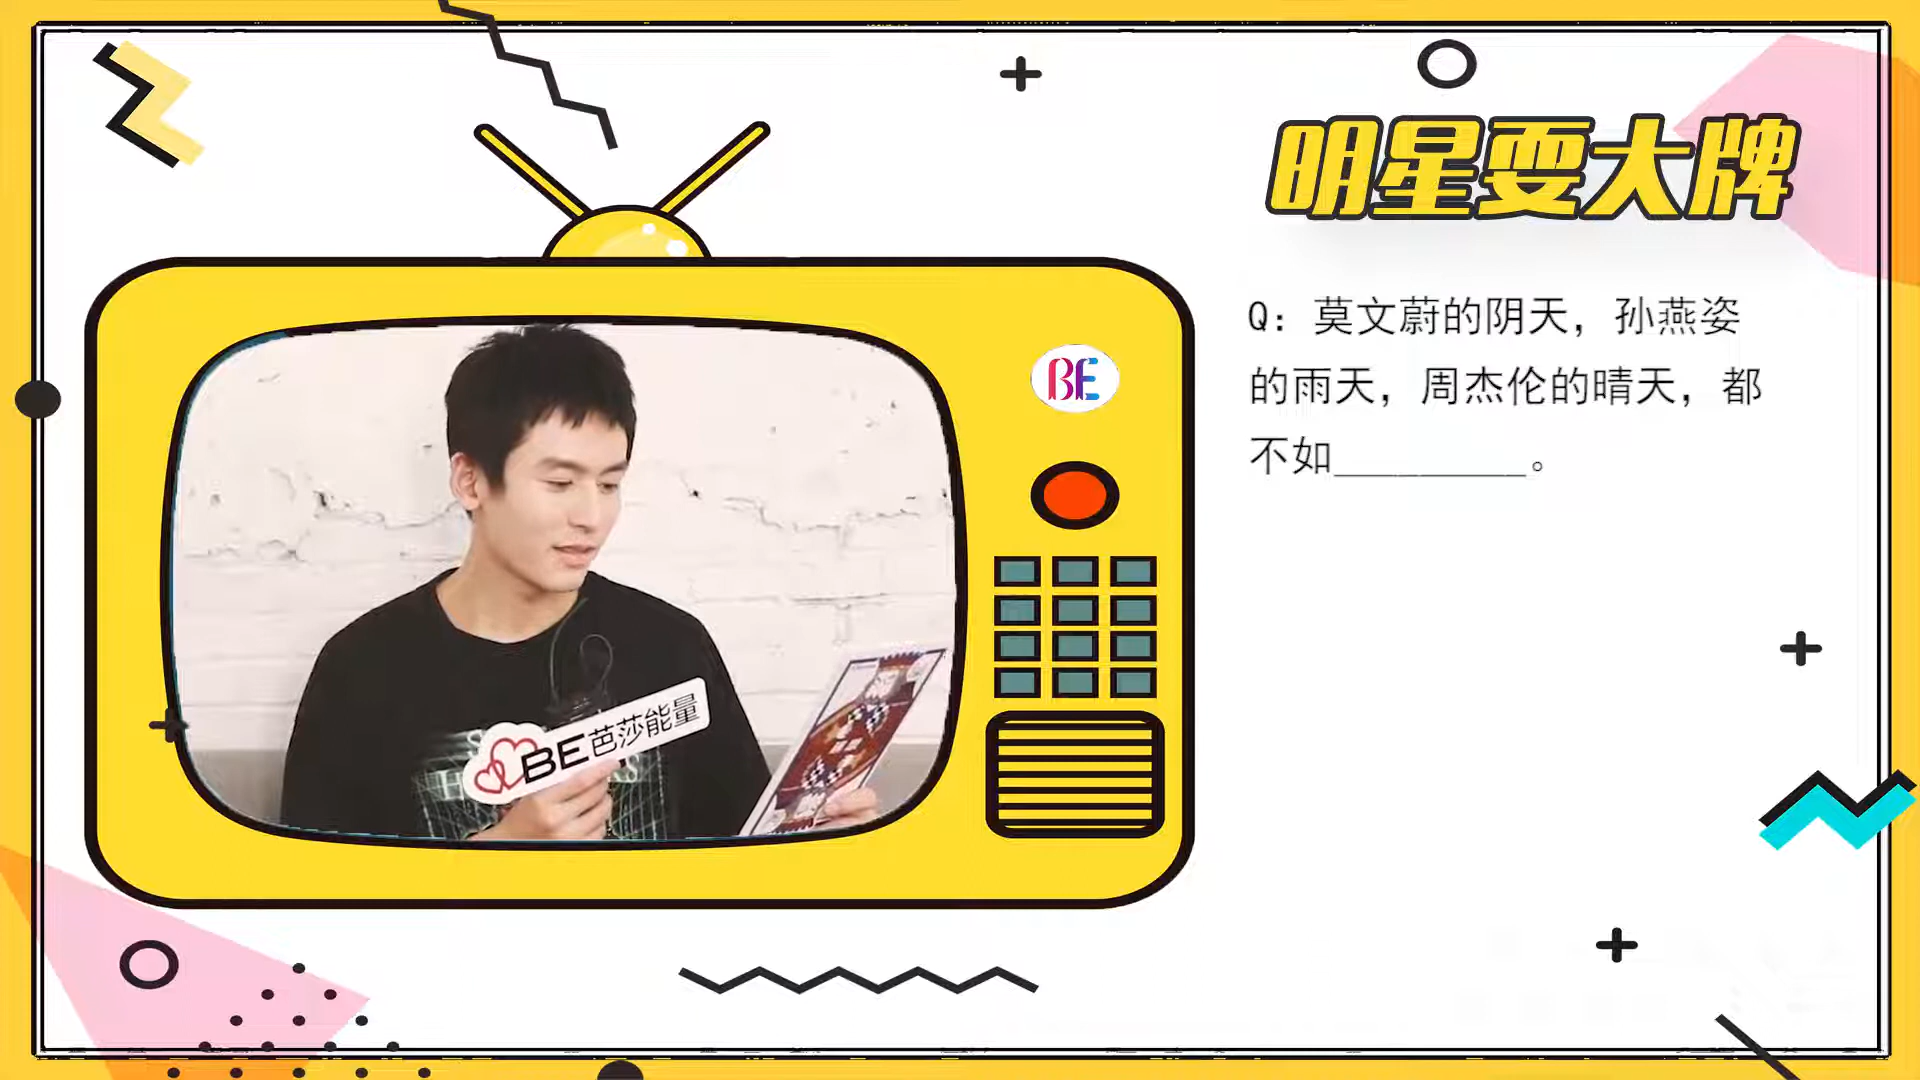 明星耍大牌
Q：莫文蔚的阴天，孙燕姿
的雨天，周杰伦的晴天，都
不如_________。
BE
BE芭莎能量